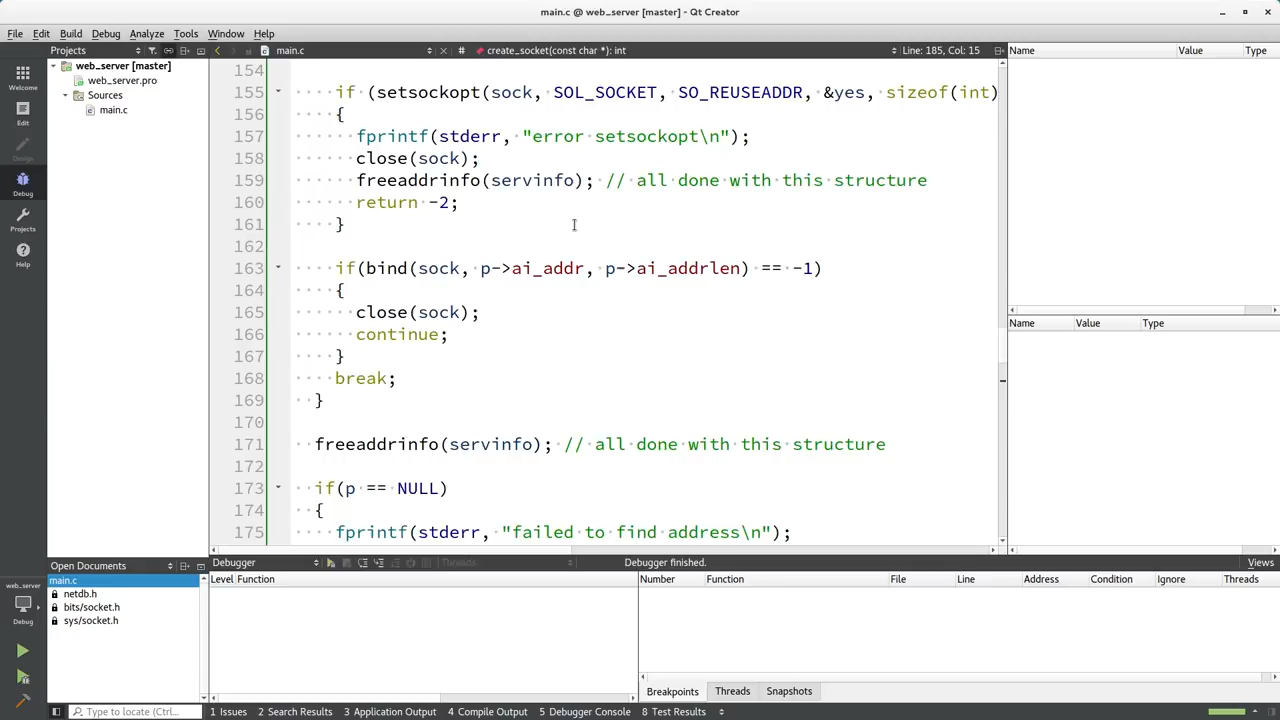 main.c @ web_server [master] - Qt Creator
File Edit Build Debug Analyze Tools Window Help
Projects main.c # create_socket(const char *): int Line: 185, Col: 15 Name Value Type
web_server [master]
web_server.pro
Sources
main.c
Welcome
Edit
Design
Debug
Projects
Help
154
155 if (setsockopt(sock, SOL_SOCKET, SO_REUSEADDR, &yes, sizeof(int)
156 {
157 fprintf(stderr, "error setsockopt\n");
158 close(sock);
159 freeaddrinfo(servinfo); // all done with this structure
160 return -2;
161 }
162
163 if(bind(sock, p->ai_addr, p->ai_addrlen) == -1)
164 {
165 close(sock);
166 continue;
167 }
168 break;
169 }
170
171 freeaddrinfo(servinfo); // all done with this structure
172
173 if(p == NULL)
174 {
175 fprintf(stderr, "failed to find address\n");
Name Value Type
Open Documents
main.c
netdb.h
bits/socket.h
sys/socket.h
web_server
Debug
Debugger Threads: Debugger finished. Views
Level Function Number Function File Line Address Condition Ignore Threads
Breakpoints Threads Snapshots
Type to locate (Ctrl... 1 Issues 2 Search Results 3 Application Output 4 Compile Output 5 Debugger Console 8 Test Results